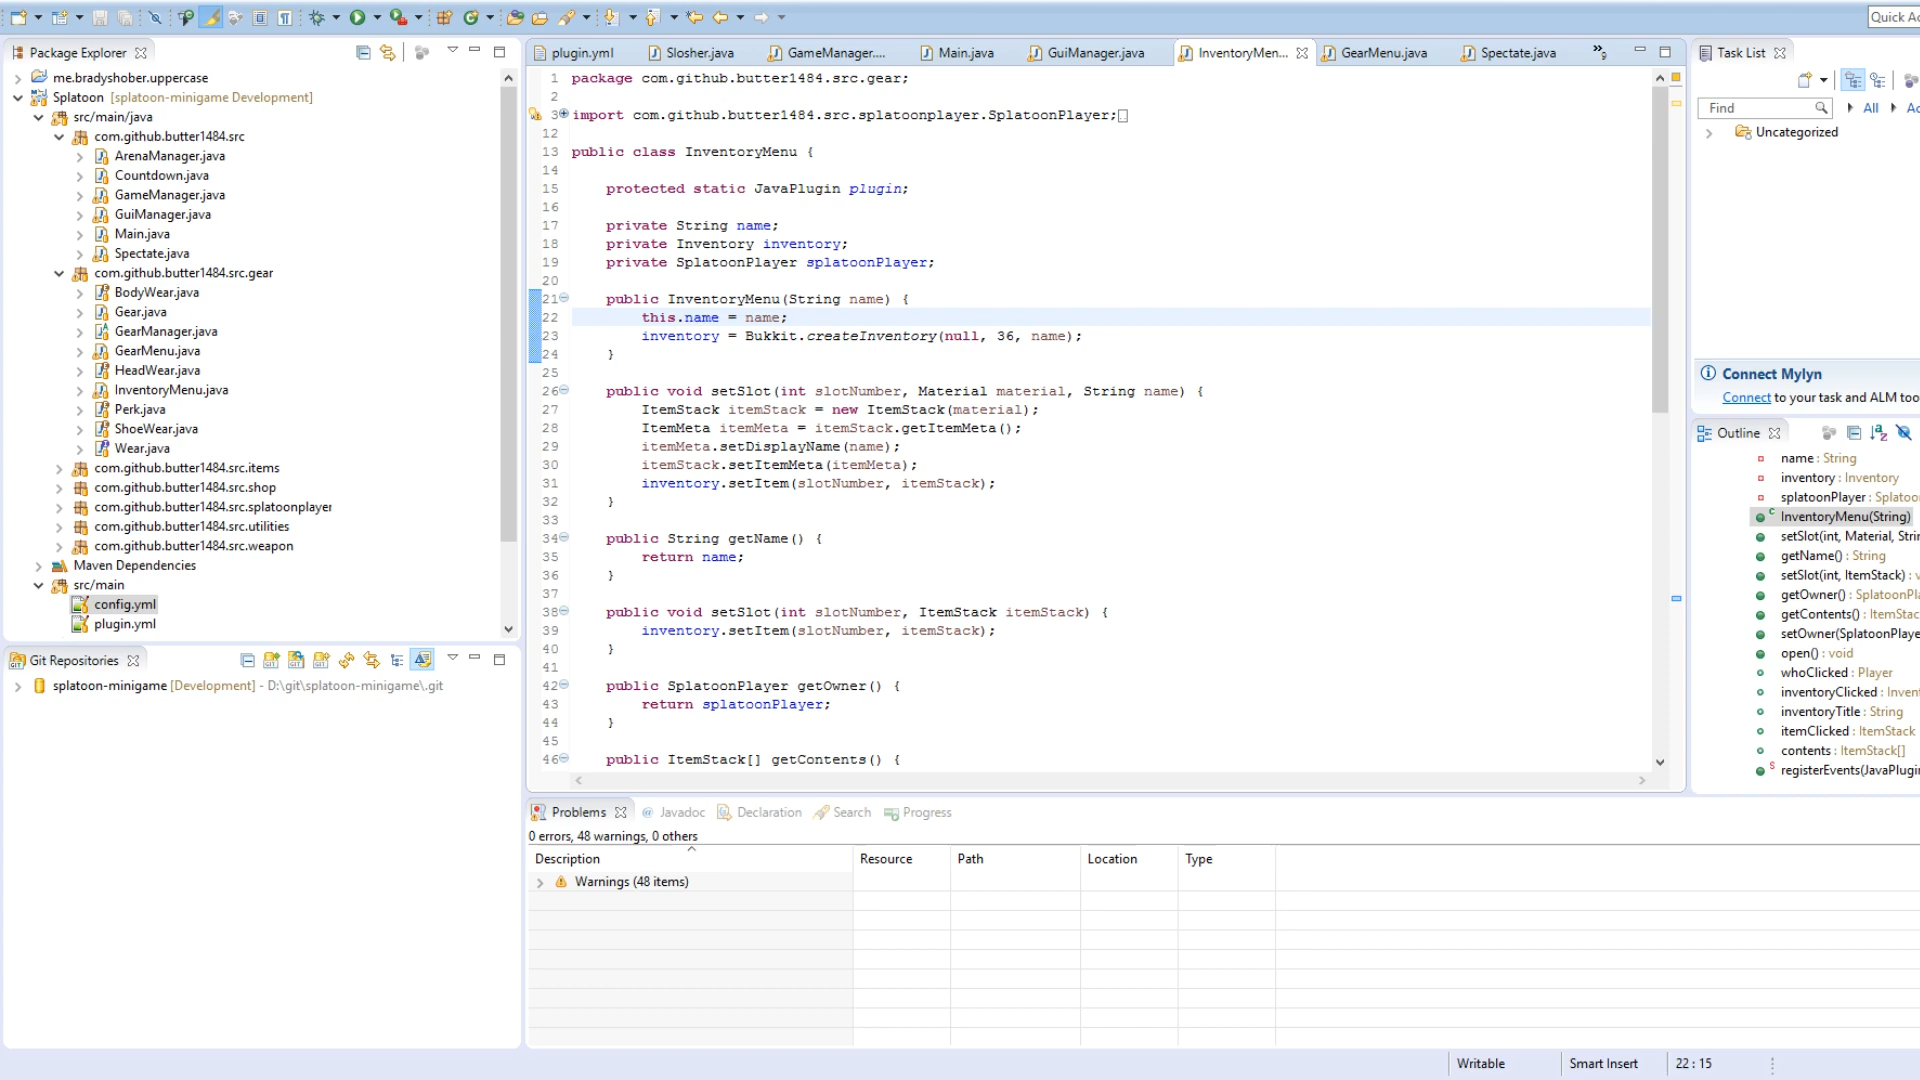 Quick Ac
Package Explorer
me.bradyshober.uppercase
Splatoon [splatoon-minigame Development]
src/main/java
com.github.butter1484.src
ArenaManager.java
Countdown.java
GameManager.java
GuiManager.java
Main.java
Spectate.java
com.github.butter1484.src.gear
BodyWear.java
Gear.java
GearManager.java
GearMenu.java
HeadWear.java
InventoryMenu.java
Perk.java
ShoeWear.java
Wear.java
com.github.butter1484.src.items
com.github.butter1484.src.shop
com.github.butter1484.src.splatoonplayer
com.github.butter1484.src.utilities
com.github.butter1484.src.weapon
Maven Dependencies
src/main
config.yml
plugin.yml
Git Repositories
splatoon-minigame [Development] - D:\git\splatoon-minigame\.git
plugin.yml Slosher.java GameManager.... Main.java GuiManager.java InventoryMen... GearMenu.java Spectate.java »9
1 package com.github.butter1484.src.gear;
2
3 import com.github.butter1484.src.splatoonplayer.SplatoonPlayer;
12
13 public class InventoryMenu {
14
15 protected static JavaPlugin plugin;
16
17 private String name;
18 private Inventory inventory;
19 private SplatoonPlayer splatoonPlayer;
20
21 public InventoryMenu(String name) {
22 this.name = name;
23 inventory = Bukkit.createInventory(null, 36, name);
24 }
25
26 public void setSlot(int slotNumber, Material material, String name) {
27 ItemStack itemStack = new ItemStack(material);
28 ItemMeta itemMeta = itemStack.getItemMeta();
29 itemMeta.setDisplayName(name);
30 itemStack.setItemMeta(itemMeta);
31 inventory.setItem(slotNumber, itemStack);
32 }
33
34 public String getName() {
35 return name;
36 }
37
38 public void setSlot(int slotNumber, ItemStack itemStack) {
39 inventory.setItem(slotNumber, itemStack);
40 }
41
42 public SplatoonPlayer getOwner() {
43 return splatoonPlayer;
44 }
45
46 public ItemStack[] getContents() {
Problems @ Javadoc Declaration Search Progress
0 errors, 48 warnings, 0 others
Description Resource Path Location Type
Warnings (48 items)
Task List
Find All Ac
Uncategorized
Connect Mylyn
Connect to your task and ALM too
Outline
name : String
inventory : Inventory
splatoonPlayer : Splatoo
InventoryMenu(String)
setSlot(int, Material, Strin
getName() : String
setSlot(int, ItemStack) : v
getOwner() : SplatoonPla
getContents() : ItemStac
setOwner(SplatoonPlaye
open() : void
whoClicked : Player
inventoryClicked : Invent
inventoryTitle : String
itemClicked : ItemStack
contents : ItemStack[]
registerEvents(JavaPlugin
Writable Smart Insert 22 : 15